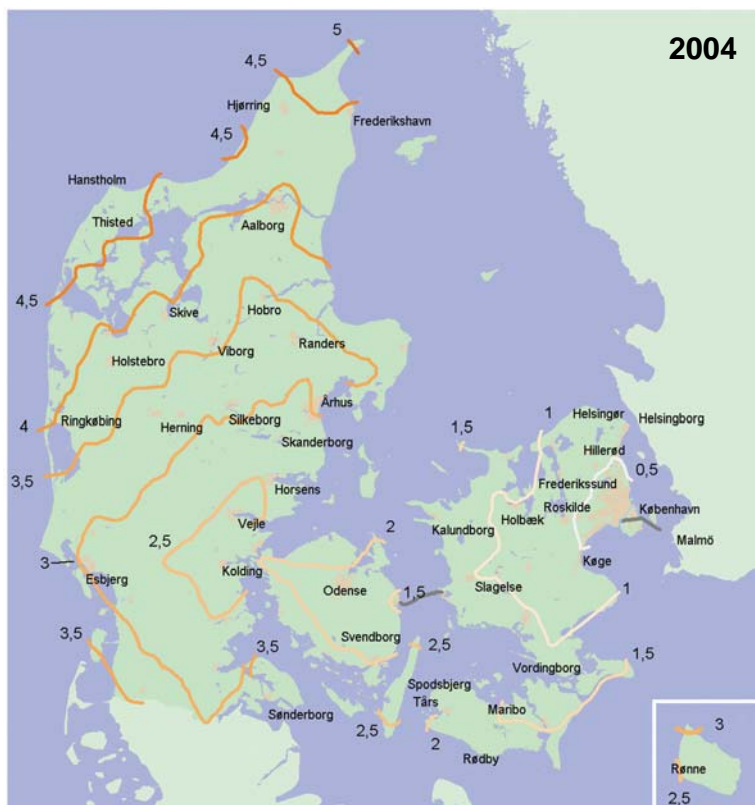 5
2004
4,5
Hjørring
Frederikshavn
4,5
Hanstholm
Thisted
Aalborg
4,5
Skive
Hobro
Viborg
Randers
Holstebro
4
Ringkøbing
Herning
Silkeborg
Århus
Skanderborg
3,5
1,5
1
Helsingør
Helsingborg
Hillerød
0,5
Frederikssund
Horsens
Vejle
Roskilde
København
Holbæk
Kalundborg
Malmö
2,5
2
3
Esbjerg
Kolding
Køge
Odense
1,5
Slagelse
1
Svendborg
3,5
3,5
2,5
Vordingborg
1,5
Spodsbjerg
Tårs
Maribo
Sønderborg
2,5
2
Rødby
3
Rønne
2,5